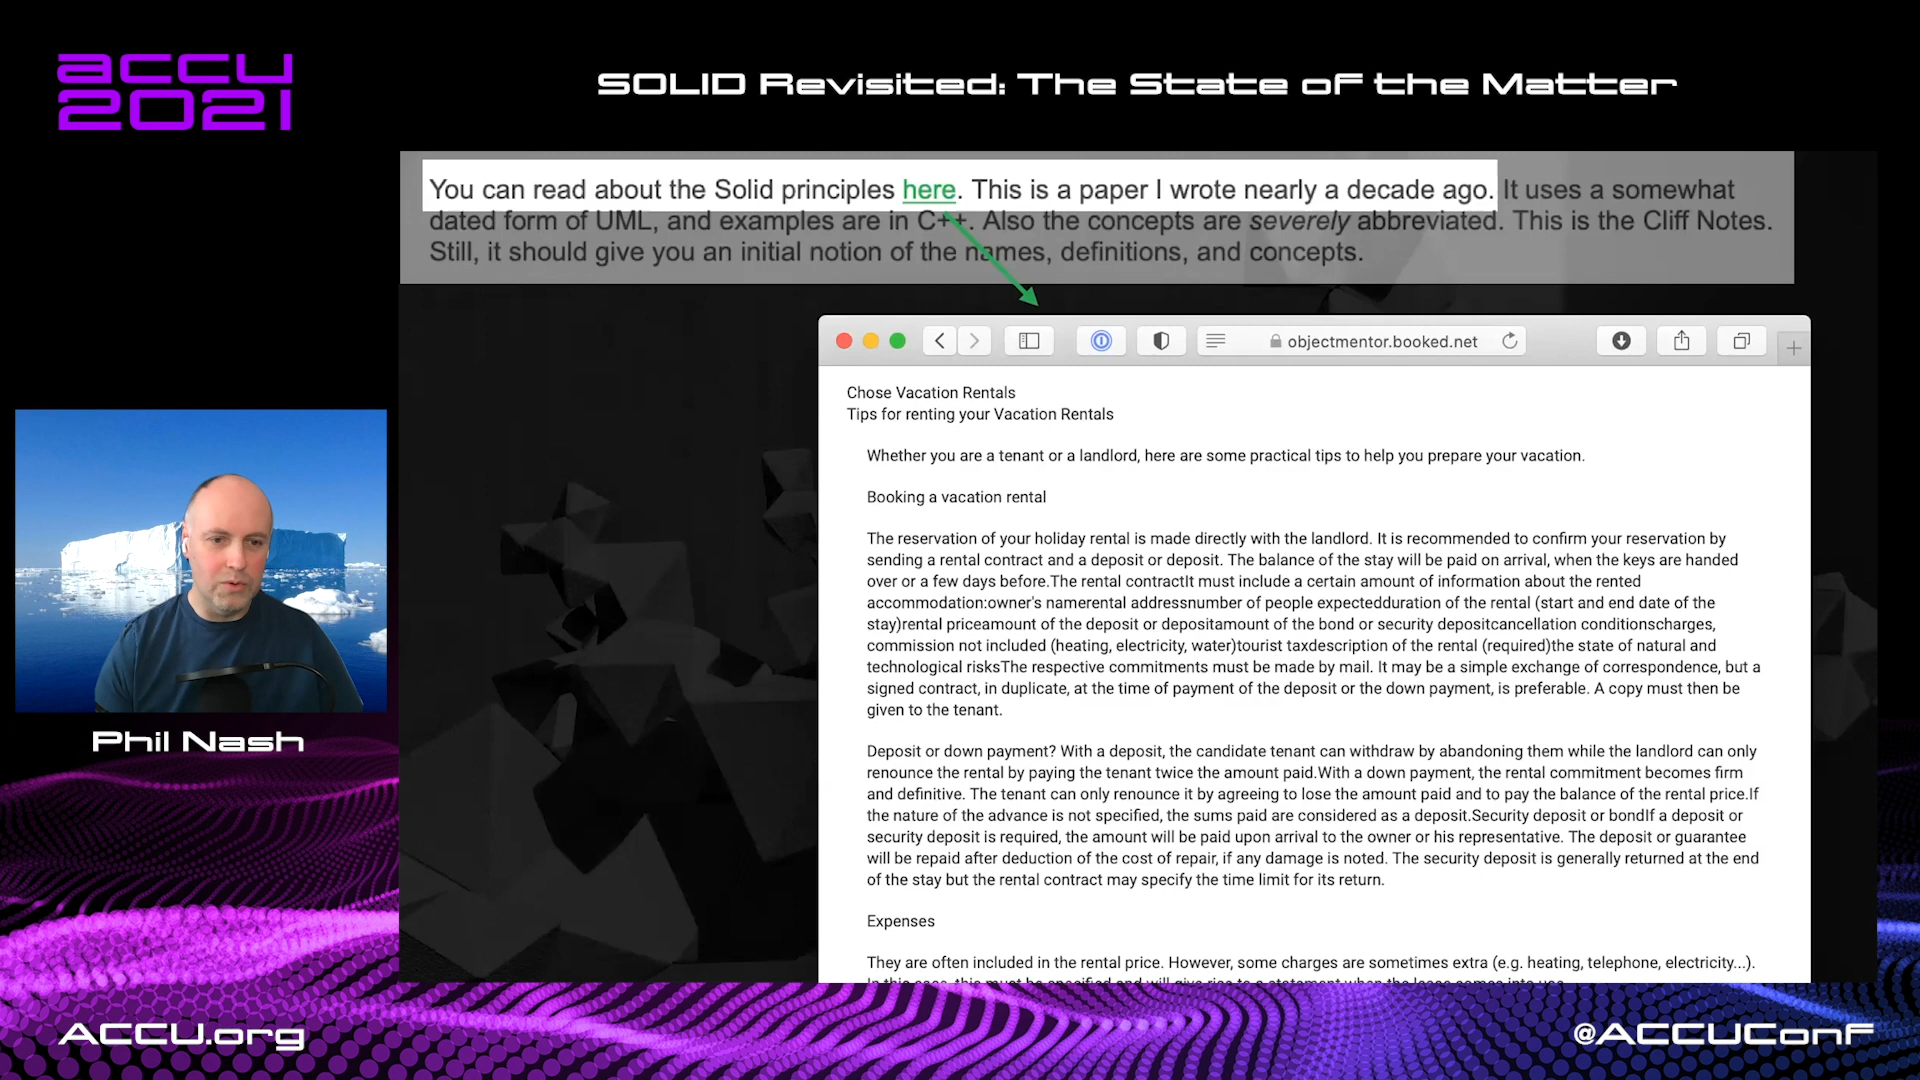 accu
2021
SOLID Revisited: The State of the Matter
You can read about the Solid principles here. This is a paper I wrote nearly a decade ago. It uses a somewhat
dated form of UML, and examples are in C++. Also the concepts are severely abbreviated. This is the Cliff Notes.
Still, it should give you an initial notion of the names, definitions, and concepts.
objectmentor.booked.net
Chose Vacation Rentals
Tips for renting your Vacation Rentals
Whether you are a tenant or a landlord, here are some practical tips to help you prepare your vacation.
Booking a vacation rental
The reservation of your holiday rental is made directly with the landlord. It is recommended to confirm your reservation by
sending a rental contract and a deposit or deposit. The balance of the stay will be paid on arrival, when the keys are handed
over or a few days before.The rental contractIt must include a certain amount of information about the rented
accommodation:owner's namerental addressnumber of people expectedduration of the rental (start and end date of the
stay)rental priceamount of the deposit or depositamount of the bond or security depositcancellation conditionscharges,
commission not included (heating, electricity, water)tourist taxdescription of the rental (required)the state of natural and
technological risksThe respective commitments must be made by mail. It may be a simple exchange of correspondence, but a
signed contract, in duplicate, at the time of payment of the deposit or the down payment, is preferable. A copy must then be
given to the tenant.
Deposit or down payment? With a deposit, the candidate tenant can withdraw by abandoning them while the landlord can only
renounce the rental by paying the tenant twice the amount paid.With a down payment, the rental commitment becomes firm
and definitive. The tenant can only renounce it by agreeing to lose the amount paid and to pay the balance of the rental price.If
the nature of the advance is not specified, the sums paid are considered as a deposit.Security deposit or bondIf a deposit or
security deposit is required, the amount will be paid upon arrival to the owner or his representative. The deposit or guarantee
will be repaid after deduction of the cost of repair, if any damage is noted. The security deposit is generally returned at the end
of the stay but the rental contract may specify the time limit for its return.
Expenses
They are often included in the rental price. However, some charges are sometimes extra (e.g. heating, telephone, electricity...).
Phil Nash
ACCU.org
@ACCUConf